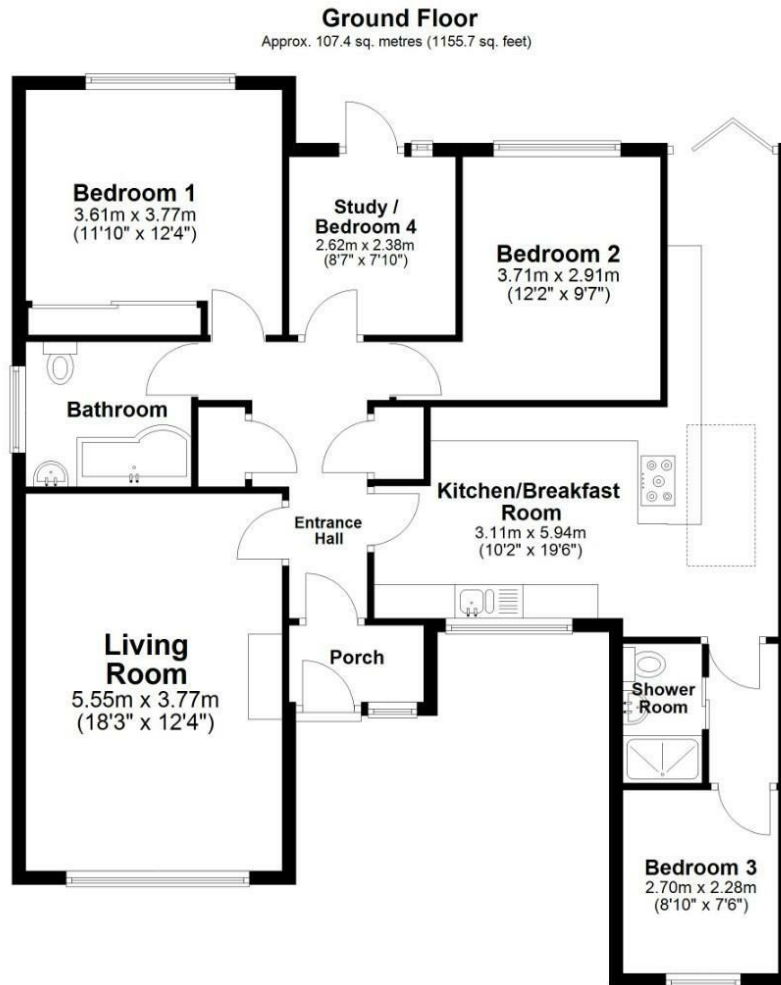 Ground Floor
Approx. 107.4 sq. metres (1155.7 sq. feet)
Bedroom 1
3.61m x 3.77m
(11'10" x 12'4")
Study /
Bedroom 4
2.62m x 2.38m
(8'7" x 7'10")
Bedroom 2
3.71m x 2.91m
(12'2" x 9'7")
Bathroom
Kitchen/Breakfast
Room
3.11m x 5.94m
(10'2" x 19'6")
Entrance
Hall
Living
Room
5.55m x 3.77m
(18'3" x 12'4")
Porch
Shower
Room
Bedroom 3
2.70m x 2.28m
(8'10" x 7'6")